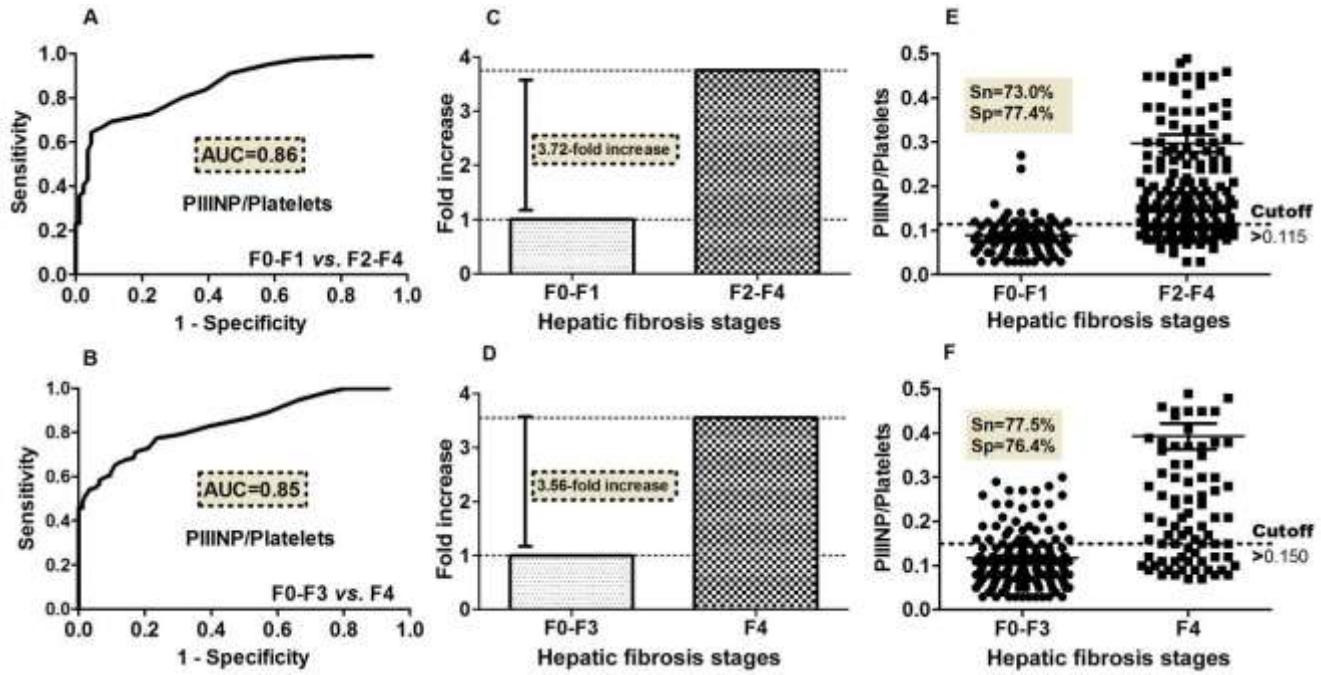 A
Sensitivity
1.0
0.8
0.6
0.4
0.2
0.0
AUC=0.86
PIIINP/Platelets
F0-F1 vs. F2-F4
0.0 0.2 0.4 0.6 0.8 1.0
1 - Specificity
C
Fold increase
4
3
2
1
0
3.72-fold increase
F0-F1 F2-F4
Hepatic fibrosis stages
E
PIIINP/Platelets
0.5
0.4
0.3
0.2
0.1
0.0
Sn=73.0%
Sp=77.4%
Cutoff
>0.115
F0-F1 F2-F4
Hepatic fibrosis stages
B
Sensitivity
1.0
0.8
0.6
0.4
0.2
0.0
AUC=0.85
PIIINP/Platelets
F0-F3 vs. F4
0.0 0.2 0.4 0.6 0.8 1.0
1 - Specificity
D
Fold increase
4
3
2
1
0
3.56-fold increase
F0-F3 F4
Hepatic fibrosis stages
F
PIIINP/Platelets
0.5
0.4
0.3
0.2
0.1
0.0
Sn=77.5%
Sp=76.4%
Cutoff
>0.150
F0-F3 F4
Hepatic fibrosis stages